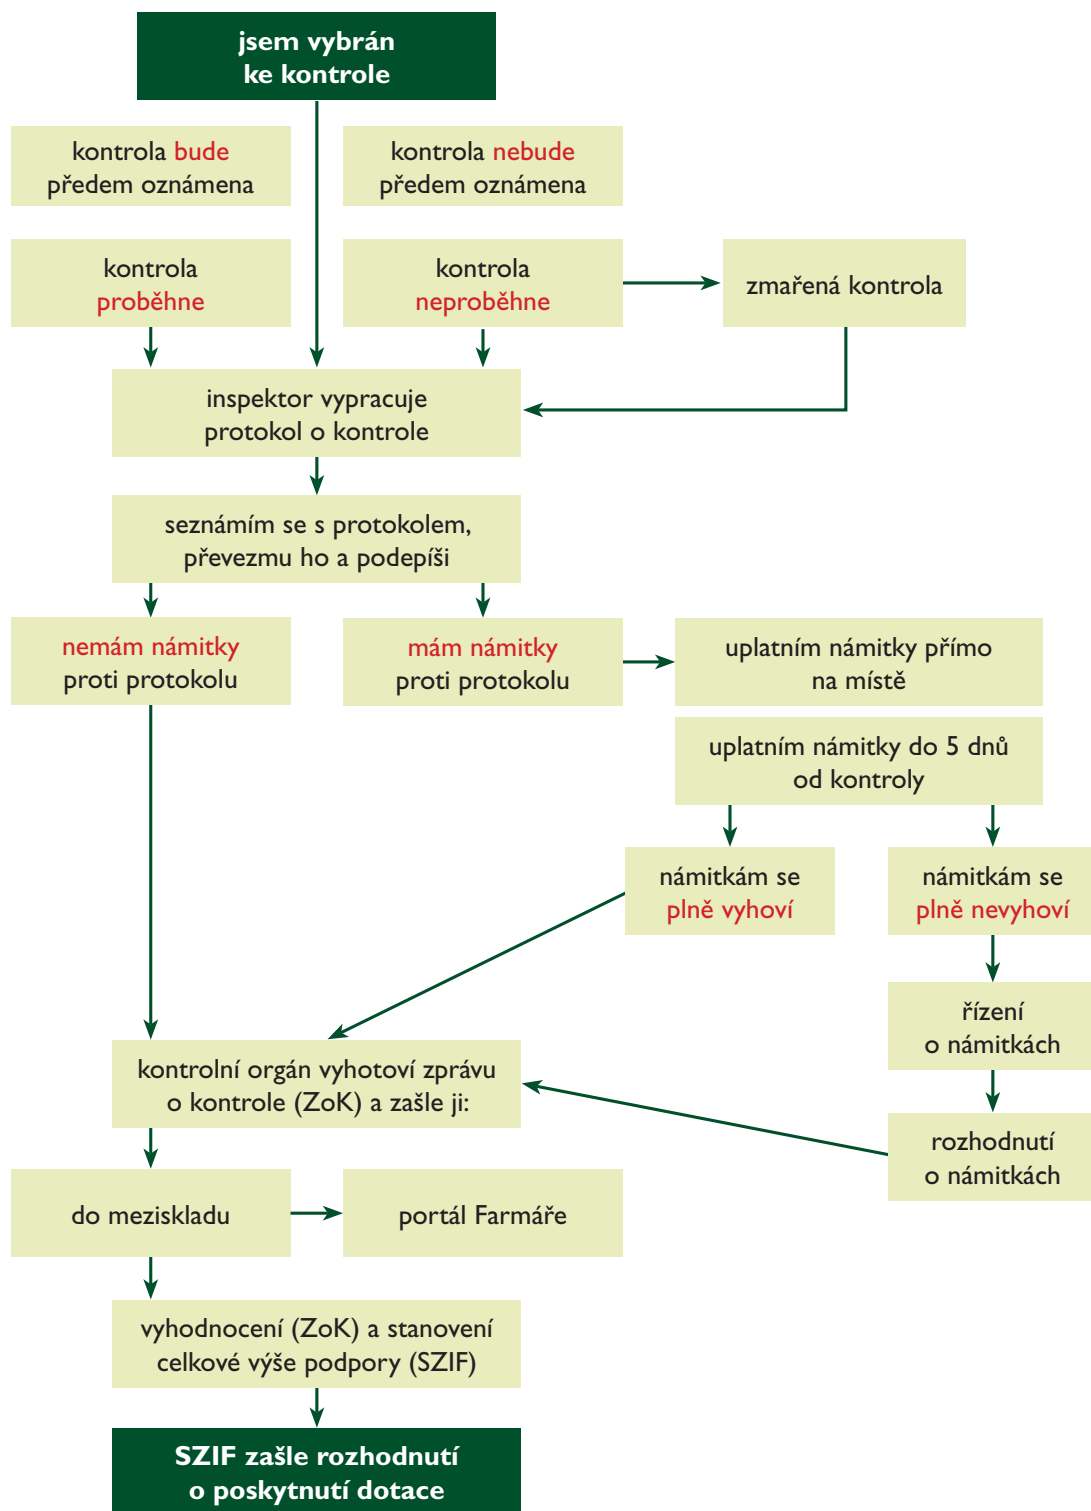 jsem vybrán
ke kontrole
kontrola bude
předem oznámena
kontrola nebude
předem oznámena
kontrola
proběhne
kontrola
neproběhne
zmařená kontrola
inspektor vypracuje
protokol o kontrole
seznámím se s protokolem,
převezmu ho a podepíši
nemám námitky
proti protokolu
mám námitky
proti protokolu
uplatním námitky přímo
na místě
uplatním námitky do 5 dnů
od kontroly
námitkám se
plně vyhoví
námitkám se
plně nevyhoví
řízení
o námitkách
kontrolní orgán vyhotoví zprávu
o kontrole (ZoK) a zašle ji:
rozhodnutí
o námitkách
do meziskladu
portál Farmáře
vyhodnocení (ZoK) a stanovení
celkové výše podpory (SZIF)
SZIF zašle rozhodnutí
o poskytnutí dotace